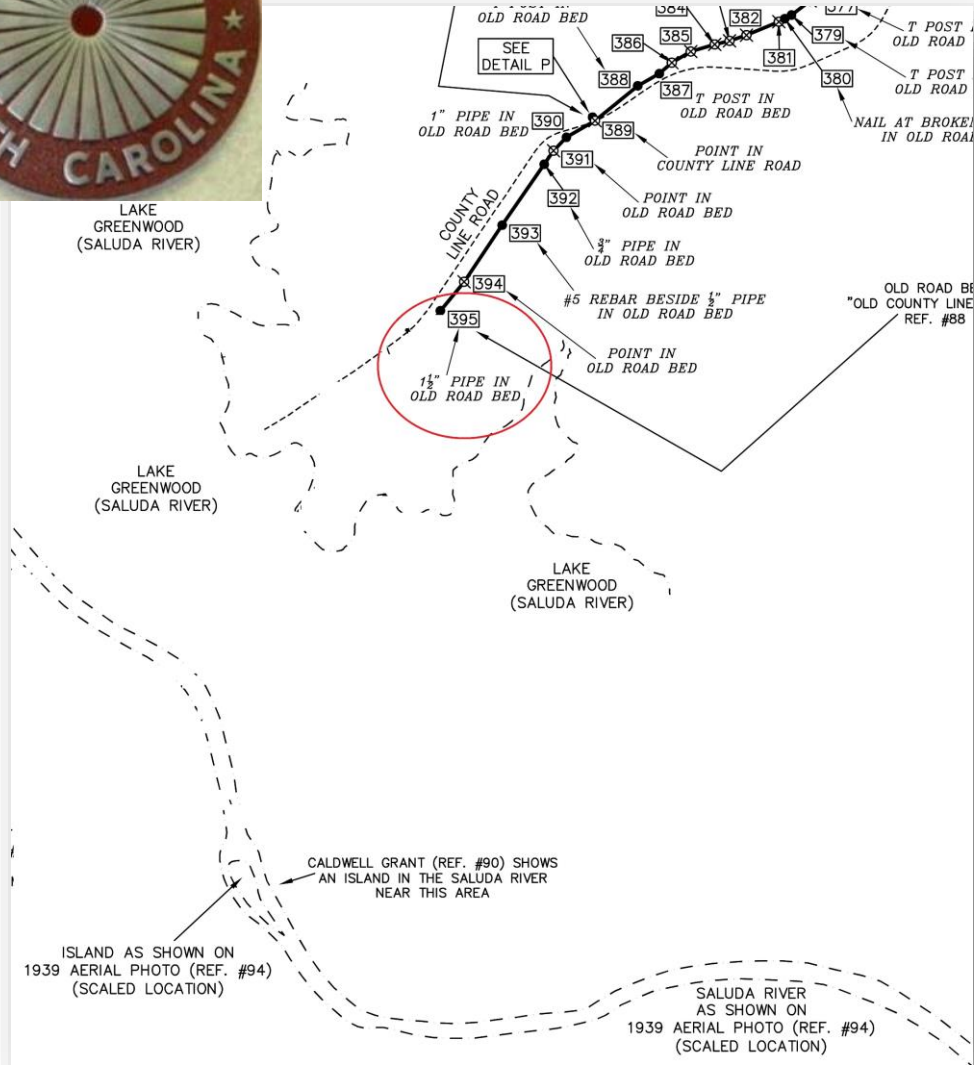 H CAROLINA
OLD ROAD BED
SEE
DETAIL P
384
385
386
382
381
379
380
T POST
OLD ROAD
T POST
OLD ROAD
NAIL AT BROKEN
IN OLD ROAD
388
387
T POST IN
OLD ROAD BED
1" PIPE IN
OLD ROAD BED
390
389
POINT IN
COUNTY LINE ROAD
391
POINT IN
OLD ROAD BED
392
3/4" PIPE IN
OLD ROAD BED
COUNTY
LINE ROAD
393
#5 REBAR BESIDE 1/2" PIPE
IN OLD ROAD BED
394
POINT IN
OLD ROAD BED
395
1 1/2" PIPE IN
OLD ROAD BED
OLD ROAD BE
"OLD COUNTY LINE
REF. #88
LAKE
GREENWOOD
(SALUDA RIVER)
LAKE
GREENWOOD
(SALUDA RIVER)
LAKE
GREENWOOD
(SALUDA RIVER)
CALDWELL GRANT (REF. #90) SHOWS
AN ISLAND IN THE SALUDA RIVER
NEAR THIS AREA
ISLAND AS SHOWN ON
1939 AERIAL PHOTO (REF. #94)
(SCALED LOCATION)
SALUDA RIVER
AS SHOWN ON
1939 AERIAL PHOTO (REF. #94)
(SCALED LOCATION)